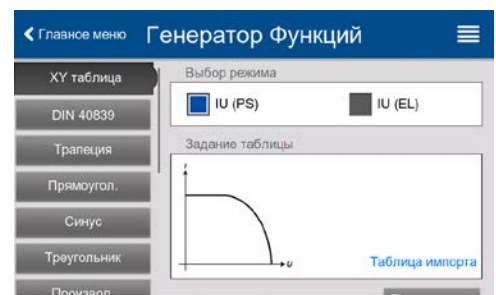 Главное меню
Генератор Функций
XY таблица
DIN 40839
Трапеция
Прямоугол.
Синус
Треугольник
Произвол
Выбор режима
IU (PS)
IU (EL)
Задание таблицы
I
U
Таблица импорта